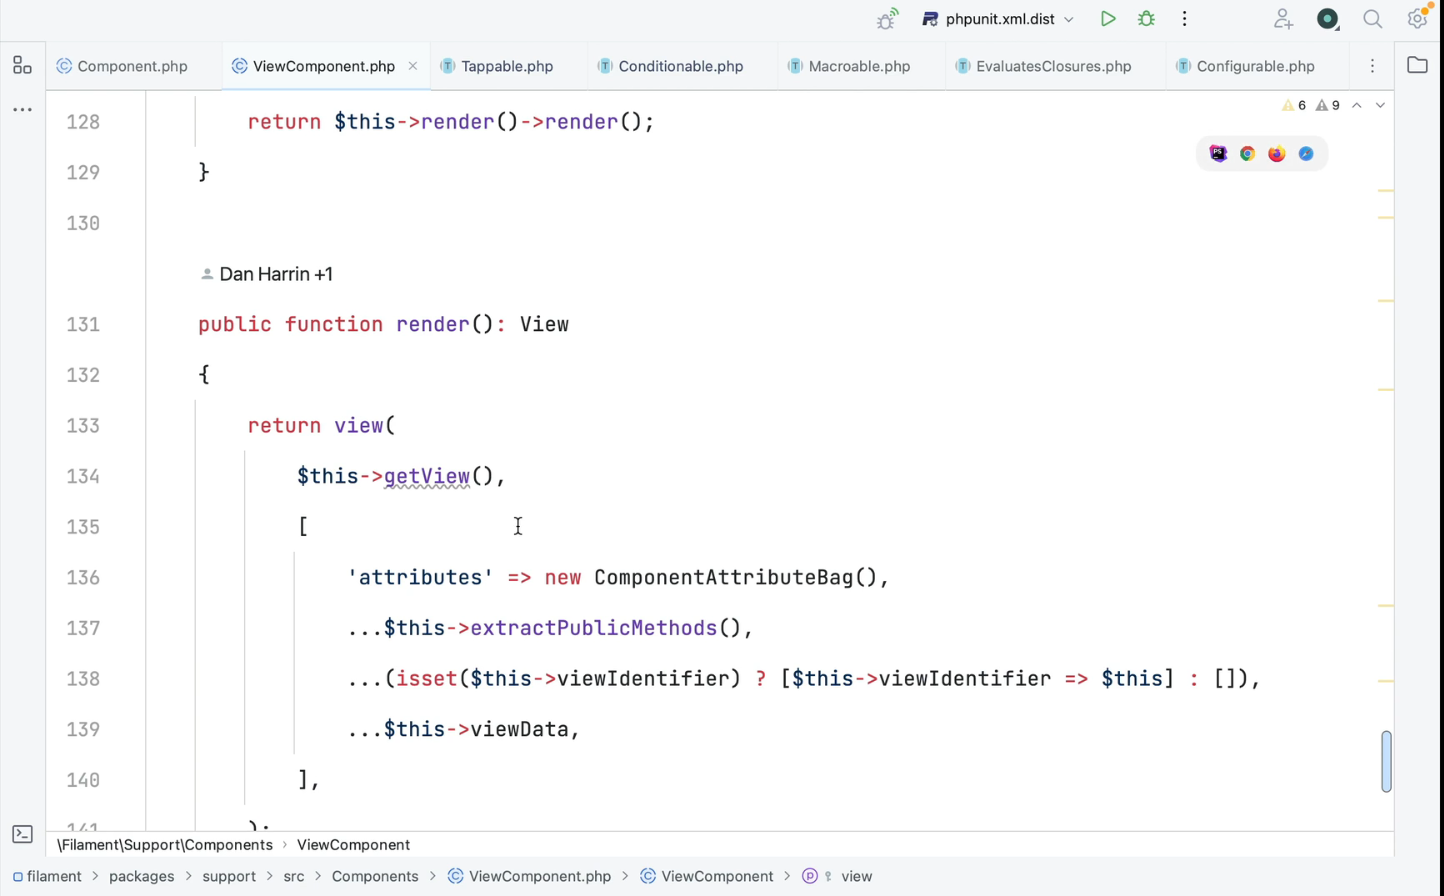 phpunit.xml.dist
Component.php ViewComponent.php Tappable.php Conditionable.php Macroable.php EvaluatesClosures.php Configurable.php
6 9
128 return $this->render()->render();
129 }
130
Dan Harrin +1
131 public function render(): View
132 {
133 return view(
134 $this->getView(),
135 [
136 'attributes' => new ComponentAttributeBag(),
137 ...$this->extractPublicMethods(),
138 ...(isset($this->viewIdentifier) ? [$this->viewIdentifier => $this] : []),
139 ...$this->viewData,
140 ],
141 );
\Filament\Support\Components › ViewComponent
filament > packages > support > src > Components > ViewComponent.php > ViewComponent > view